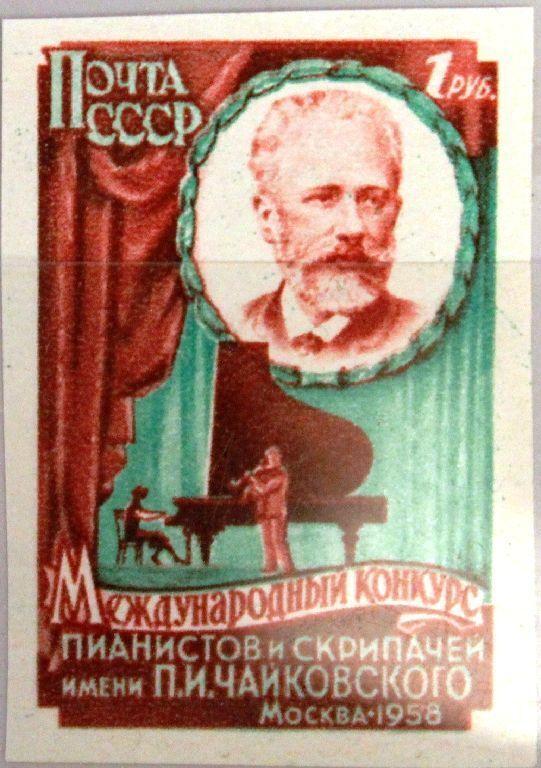 ПОЧТА
СССР
1 РУБ.
МЕЖДУНАРОДНЫЙ КОНКУРС
ПИАНИСТОВ И СКРИПАЧЕЙ
ИМЕНИ П.И.ЧАЙКОВСКОГО
МОСКВА·1958